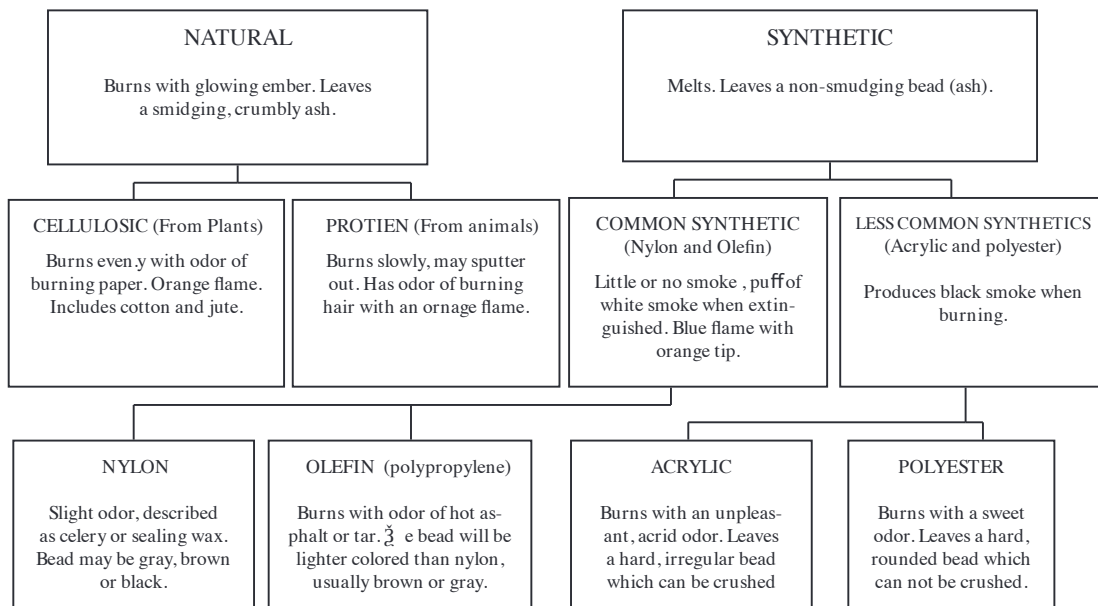 NATURAL
Burns with glowing ember. Leaves
a smidging, crumbly ash.
SYNTHETIC
Melts. Leaves a non-smudging bead (ash).
CELLULOSIC (From Plants)
Burns even.y with odor of
burning paper. Orange flame.
Includes cotton and jute.
PROTIEN (From animals)
Burns slowly, may sputter
out. Has odor of burning
hair with an ornage flame.
COMMON SYNTHETIC
(Nylon and Olefin)
Little or no smoke , puff of
white smoke when extin-
guished. Blue flame with
orange tip.
LESS COMMON SYNTHETICS
(Acrylic and polyester)
Produces black smoke when
burning.
NYLON
Slight odor, described
as celery or sealing wax.
Bead may be gray, brown
or black.
OLEFIN (polypropylene)
Burns with odor of hot as-
phalt or tar. Ǯ e bead will be
lighter colored than nylon,
usually brown or gray.
ACRYLIC
Burns with an unpleas-
ant, acrid odor. Leaves
a hard, irregular bead
which can be crushed
POLYESTER
Burns with a sweet
odor. Leaves a hard,
rounded bead which
can not be crushed.